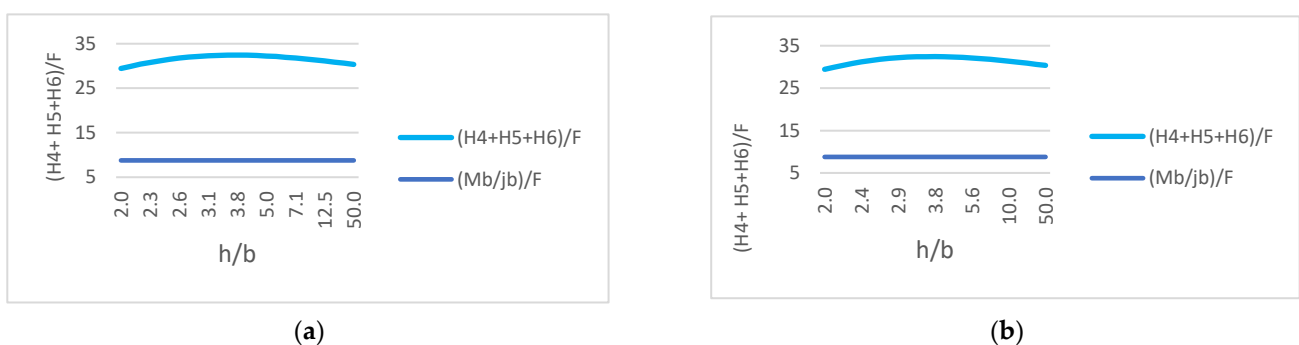 (H4+ H5+H6)/F
35
25
15
5
2.0
2.3
2.6
3.1
3.8
5.0
7.1
12.5
50.0
h/b
(H4+H5+H6)/F
(Mb/jb)/F
(a)
(H4+ H5+H6)/F
35
25
15
5
2.0
2.4
2.9
3.8
5.6
10.0
50.0
h/b
(H4+H5+H6)/F
(Mb/jb)/F
(b)